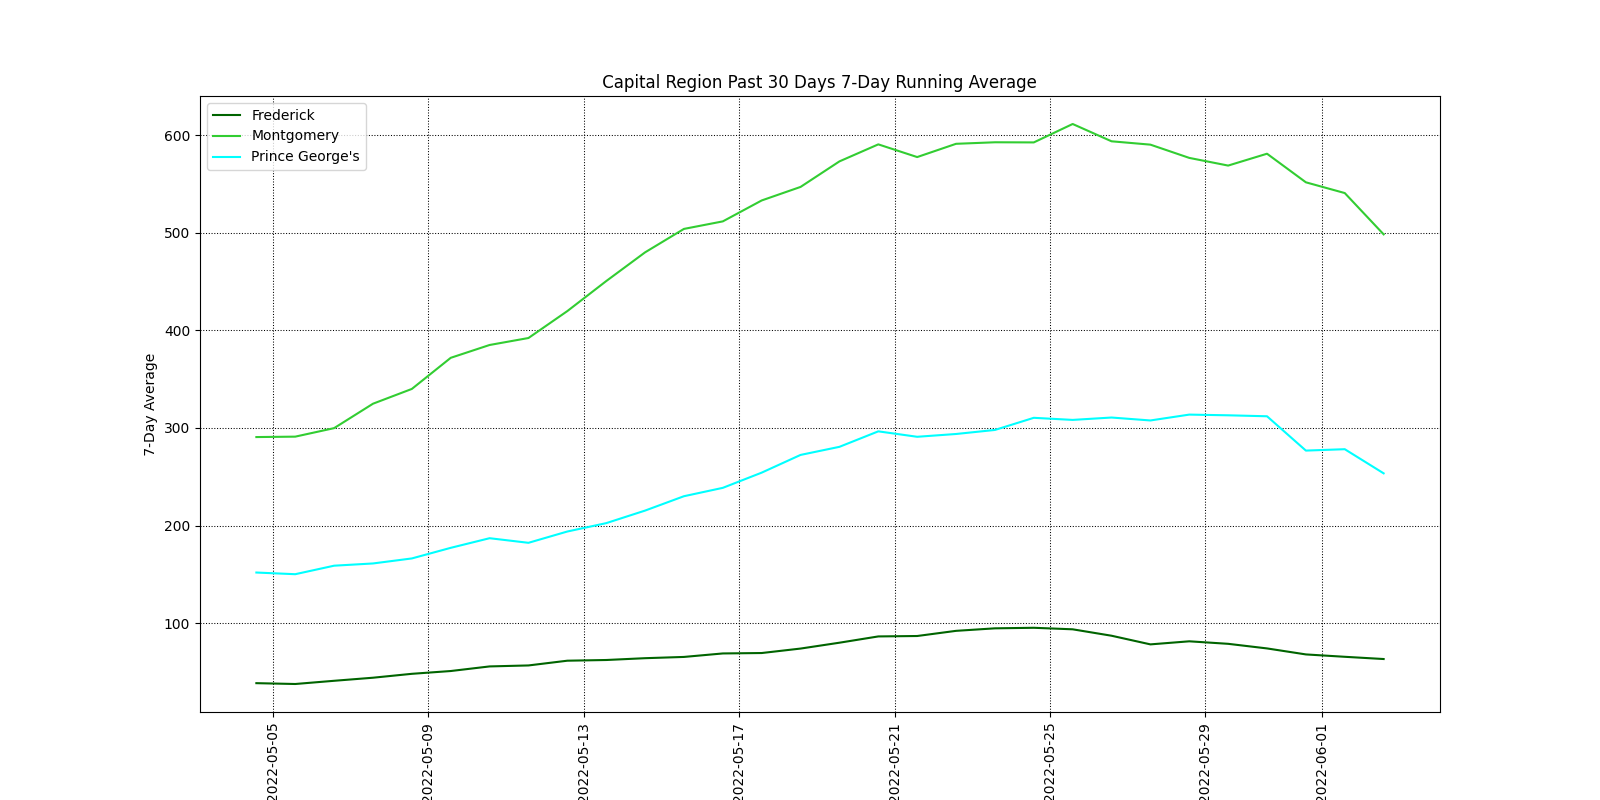 Capital Region Past 30 Days 7-Day Running Average
Frederick
Montgomery
Prince George's
600
500
400
300
200
100
7-Day Average
2022-05-05
2022-05-09
2022-05-13
2022-05-17
2022-05-21
2022-05-25
2022-05-29
2022-06-01